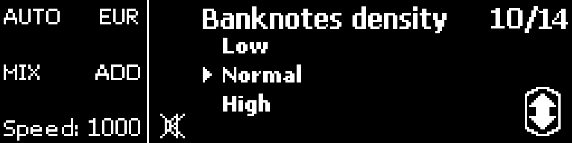 AUTO EUR
MIX ADD
Speed: 1000
Banknotes density 10/14
Low
Normal
High